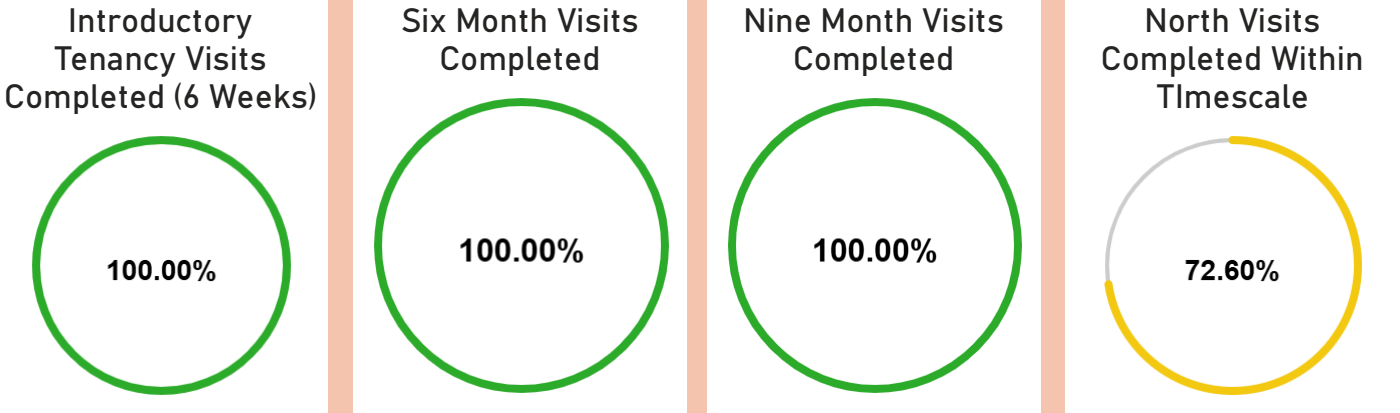 Introductory
Tenancy Visits
Completed (6 Weeks)
100.00%
Six Month Visits
Completed
100.00%
Nine Month Visits
Completed
100.00%
North Visits
Completed Within
TImescale
72.60%